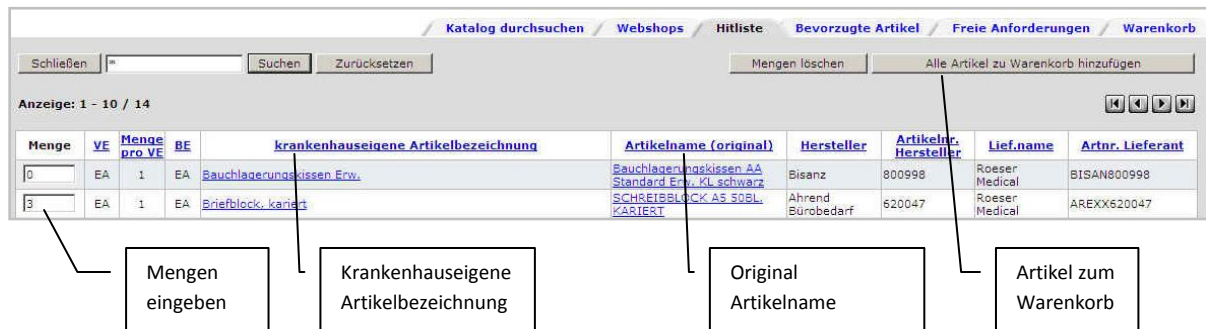 Katalog durchsuchen Webshops Hitliste Bevorzugte Artikel Freie Anforderungen Warenkorb
Schließen * Suchen Zurücksetzen Mengen löschen Alle Artikel zu Warenkorb hinzufügen
Anzeige: 1 - 10 / 14
Menge VE Menge pro VE BE krankenhauseigene Artikelbezeichnung Artikelname (original) Hersteller Artikelnr. Hersteller Lief.name Artnr. Lieferant
0 EA 1 EA Bauchlagerungskissen Erw. Bauchlagerungskissen AA Standard Erw. KL schwarz Bisanz 800998 Roeser Medical BISAN800998
3 EA 1 EA Briefblock, kariert SCHREIBBLOCK A5 50BL. KARIERT Ahrend Bürobedarf 620047 Roeser Medical AREXX620047
Mengen eingeben
Krankenhauseigene Artikelbezeichnung
Original Artikelname
Artikel zum Warenkorb